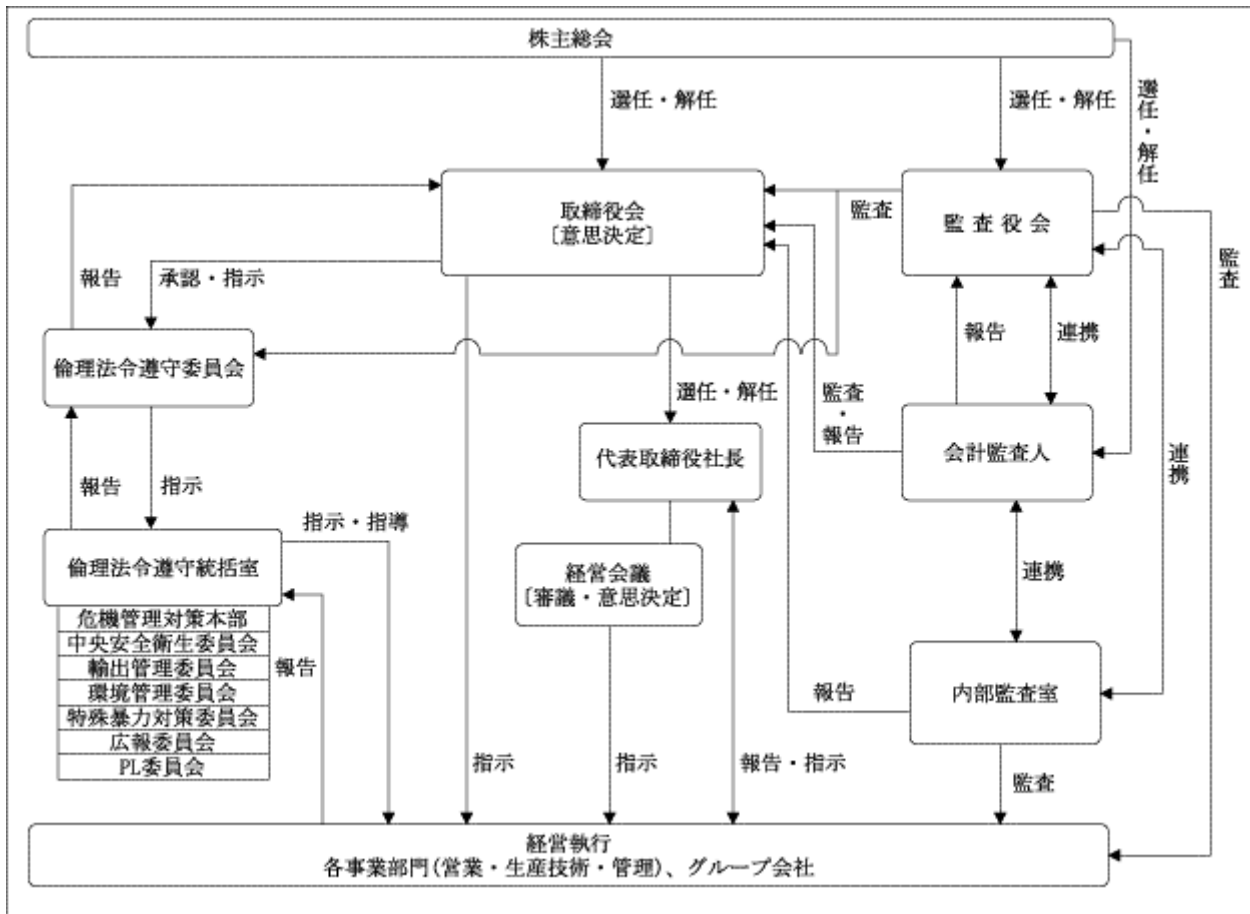 株主総会
選任・解任
選任・解任
選任・解任
取締役会
〔意思決定〕
監査
監査役会
監査
報告
承認・指示
報告
連携
倫理法令遵守委員会
選任・解任
監査
・
報告
代表取締役社長
会計監査人
連携
報告
指示
指示・指導
倫理法令遵守統括室
経営会議
〔審議・意思決定〕
連携
危機管理対策本部
中央安全衛生委員会
輸出管理委員会
環境管理委員会
特殊暴力対策委員会
広報委員会
PL委員会
報告
報告
内部監査室
指示
指示
報告・指示
監査
経営執行
各事業部門(営業・生産技術・管理)、グループ会社